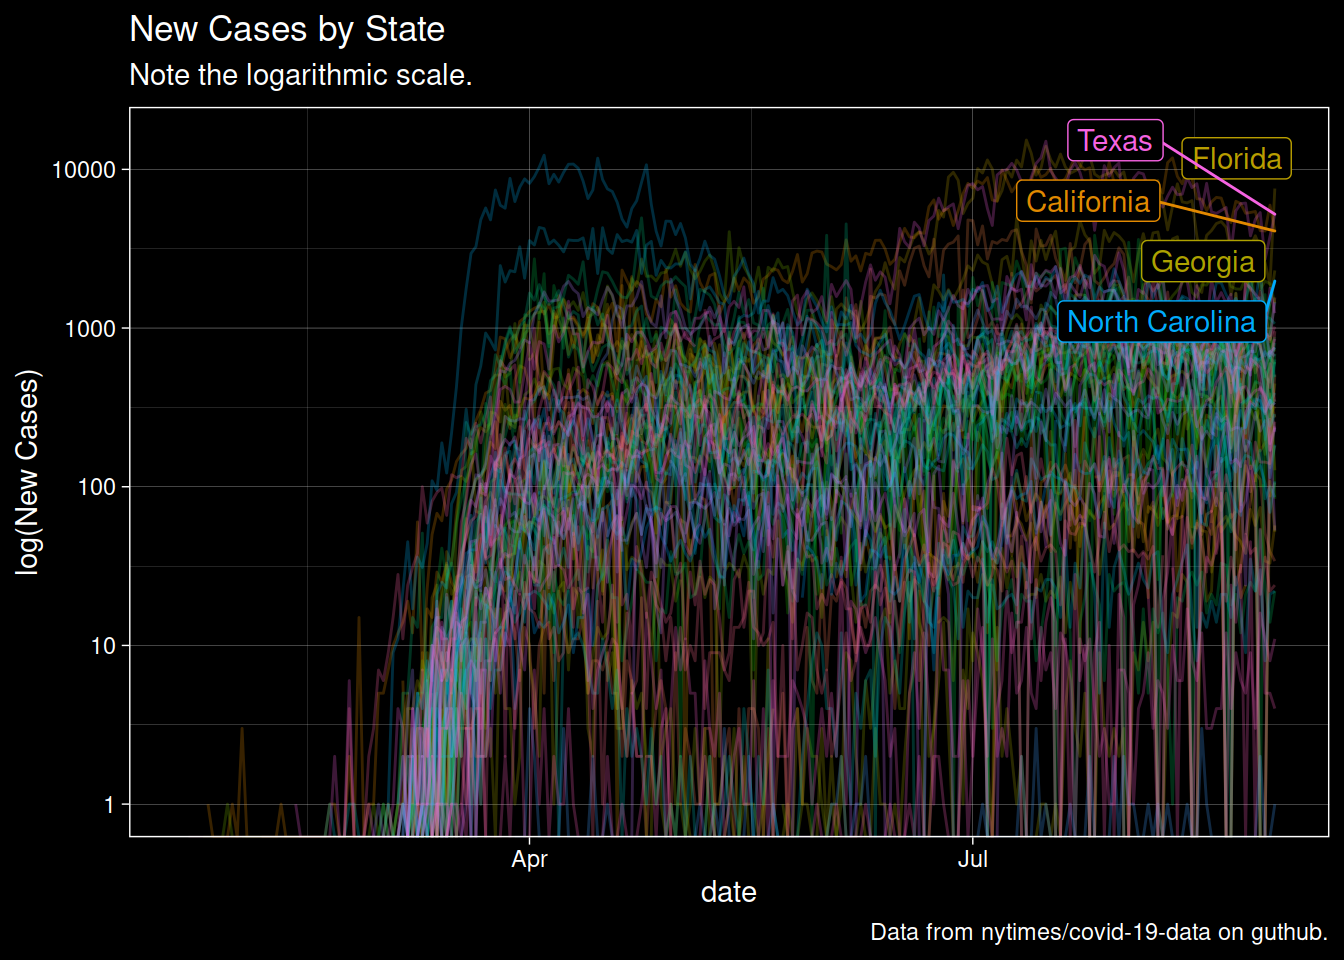 New Cases by State
Note the logarithmic scale.
Texas
Florida
California
Georgia
North Carolina
10000
1000
100
10
1
log(New Cases)
Apr
Jul
date
Data from nytimes/covid-19-data on guthub.